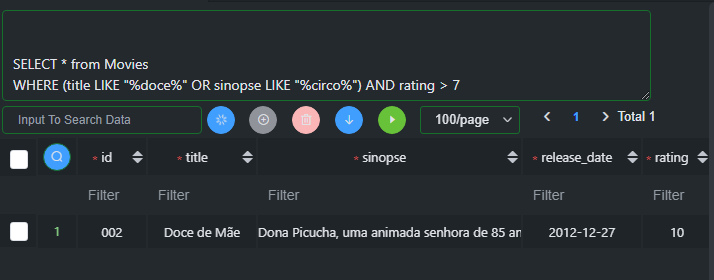 SELECT * from Movies
WHERE (title LIKE "%doce%" OR sinopse LIKE "%circo%") AND rating > 7
Input To Search Data
100/page
1
Total 1
* id
* title
* sinopse
* release_date
* rating
Filter Filter Filter Filter Filter
1 002 Doce de Mãe Dona Picucha, uma animada senhora de 85 an 2012-12-27 10